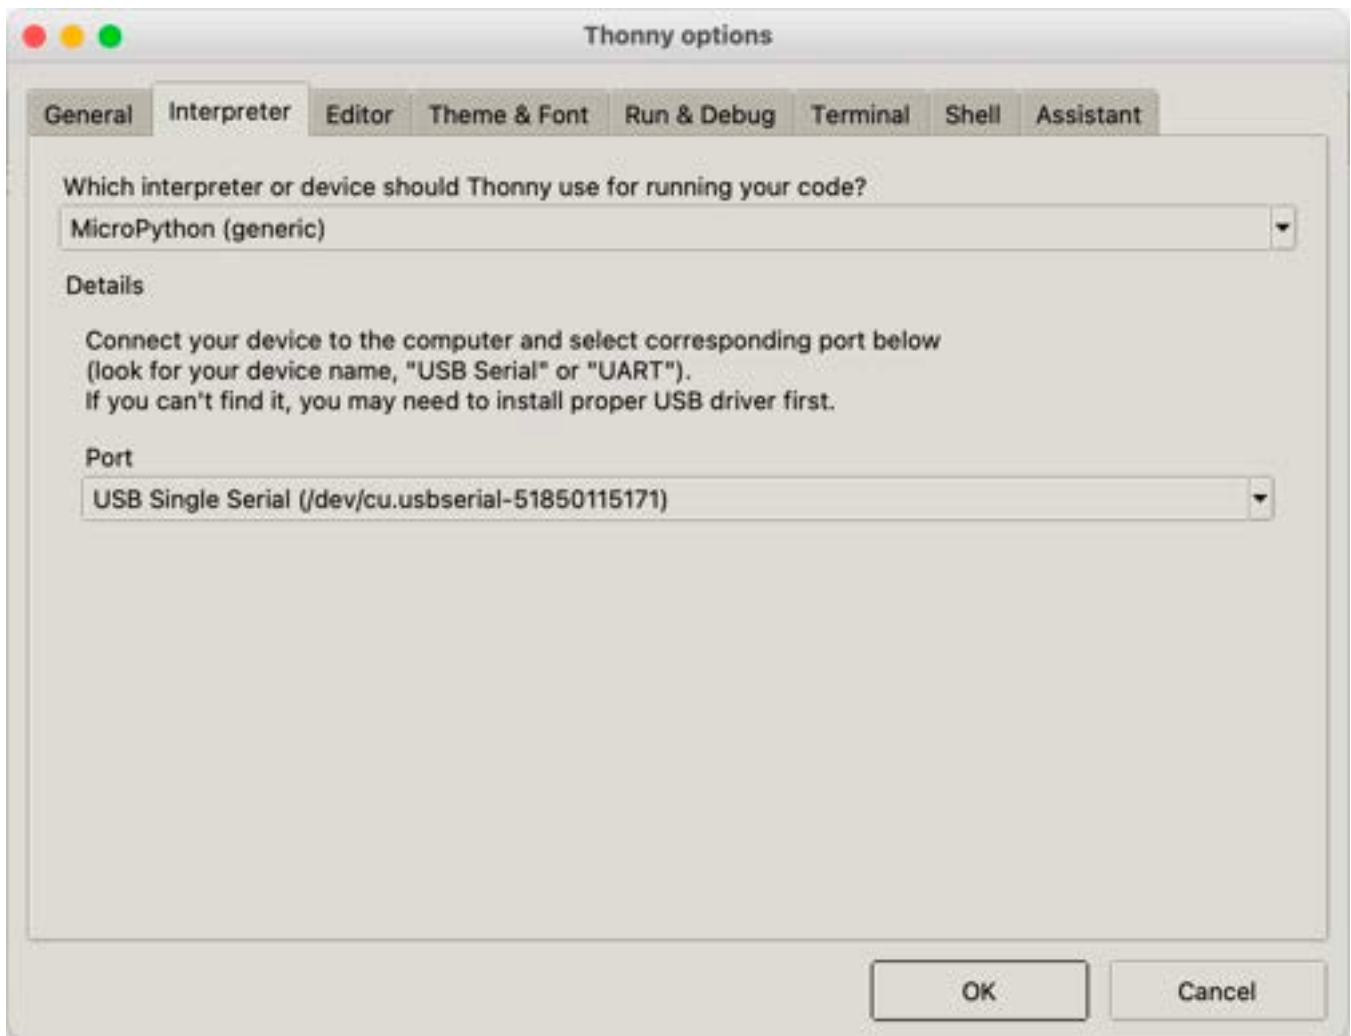 Thonny options
General Interpreter Editor Theme & Font Run & Debug Terminal Shell Assistant
Which interpreter or device should Thonny use for running your code?
MicroPython (generic)
Details
Connect your device to the computer and select corresponding port below
(look for your device name, "USB Serial" or "UART").
If you can't find it, you may need to install proper USB driver first.
Port
USB Single Serial (/dev/cu.usbserial-51850115171)
OK Cancel